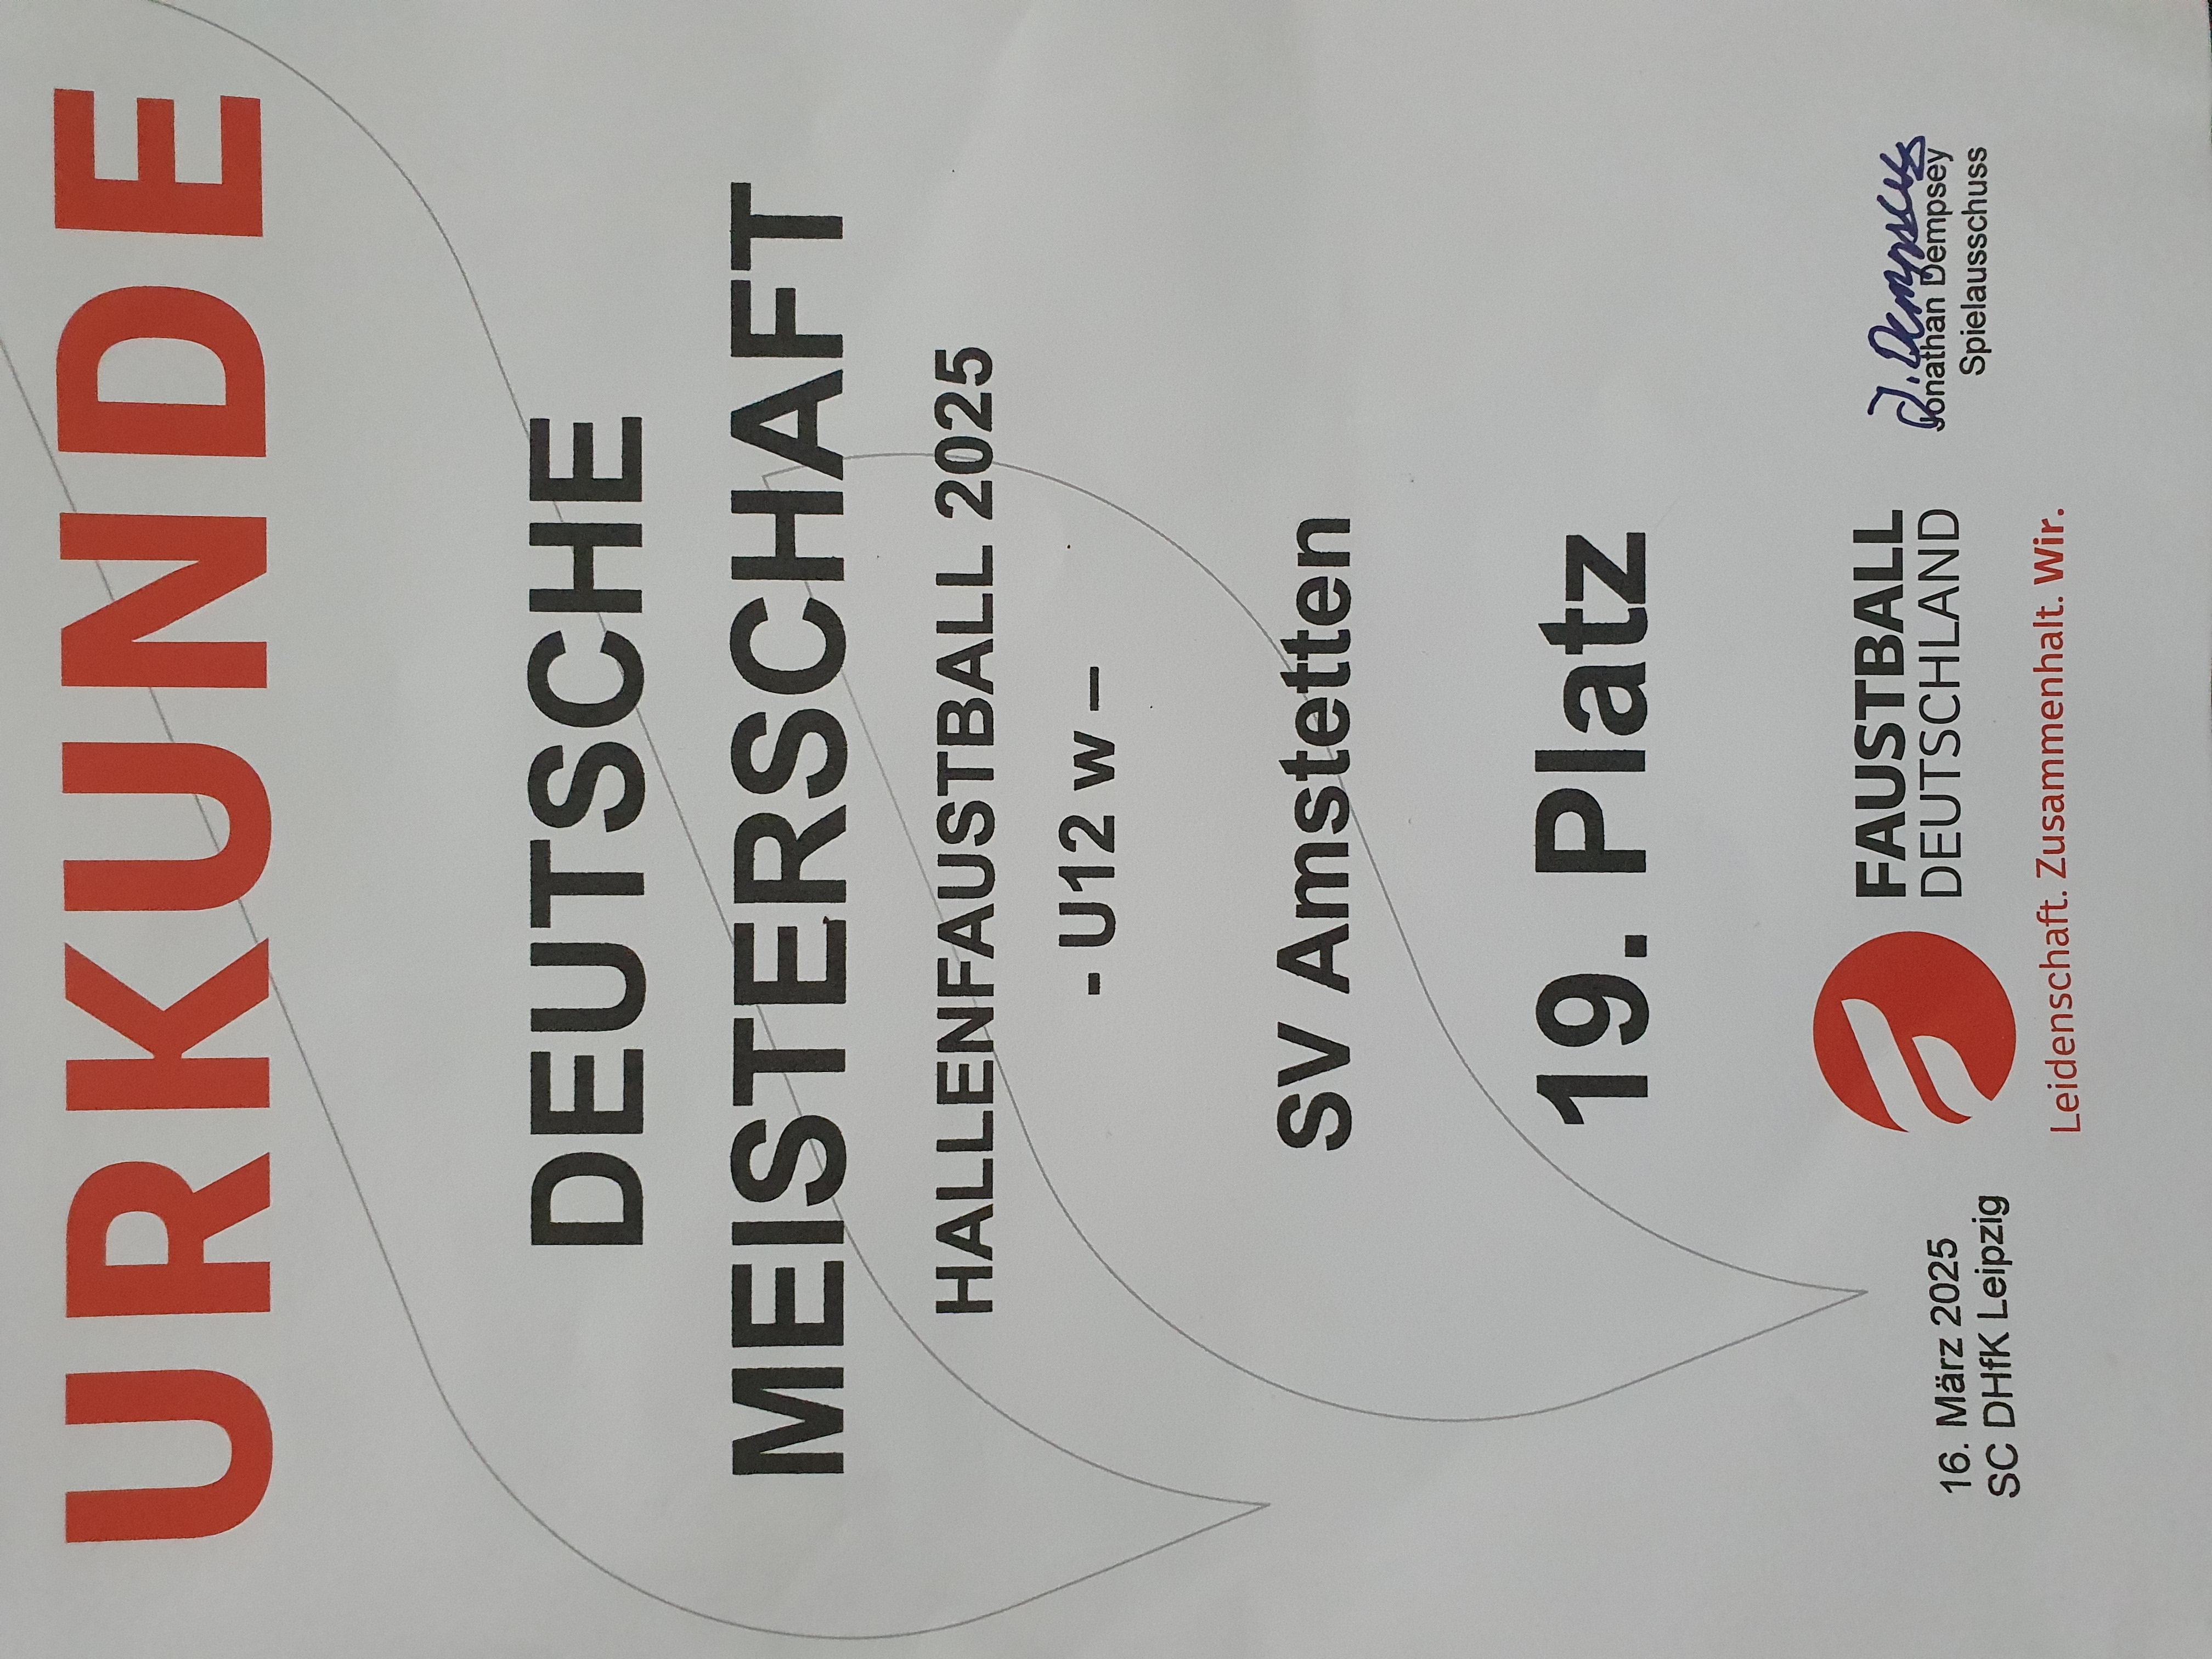 URKUNDE
DEUTSCHE
MEISTERSCHAFT
HALLENFAUSTBALL 2025
- U12 w –
SV Amstetten
19. Platz
16. März 2025
SC DHfK Leipzig
FAUSTBALL
DEUTSCHLAND
Leidenschaft. Zusammenhalt. Wir.
J. Dempsey
Jonathan Dempsey
Spielausschuss